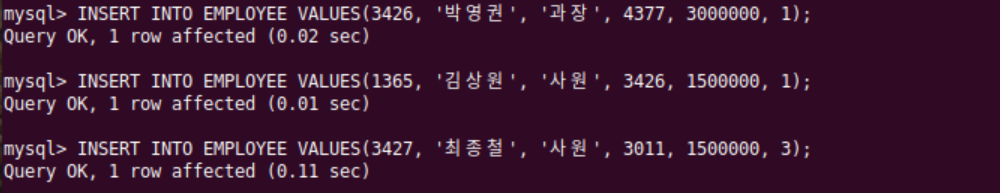 mysql> INSERT INTO EMPLOYEE VALUES(3426, '박영권', '과장', 4377, 3000000, 1);
Query OK, 1 row affected (0.02 sec)
mysql> INSERT INTO EMPLOYEE VALUES(1365, '김상원', '사원', 3426, 1500000, 1);
Query OK, 1 row affected (0.01 sec)
mysql> INSERT INTO EMPLOYEE VALUES(3427, '최종철', '사원', 3011, 1500000, 3);
Query OK, 1 row affected (0.11 sec)